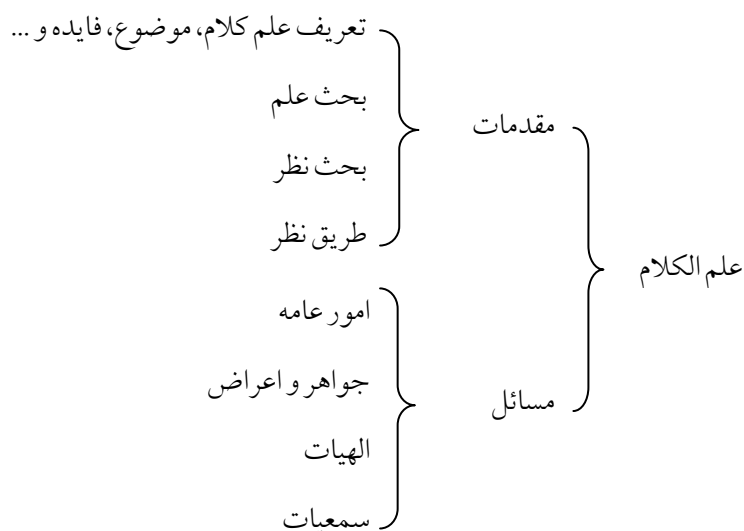 علم الکلام
مقدمات
تعریف علم کلام، موضوع، فایده و ...
بحث علم
بحث نظر
طریق نظر
مسائل
امور عامه
جواهر و اعراض
الهیات
سمعیات